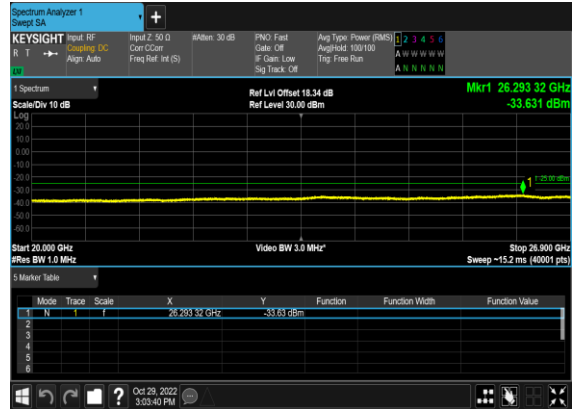 Spectrum Analyzer 1
Swept SA
KEYSIGHT
R T
Input: RF
Coupling: DC
Align: Auto
Input Z: 50 Ω
Corr CCorr
Freq Ref: Int (S)
#Atten: 30 dB
PNO: Fast
Gate: Off
IF Gain: Low
Sig Track: Off
Avg Type: Power (RMS)
Avg|Hold: 100/100
Trig: Free Run
1 2 3 4 5 6
A W W W W W
A N N N N N
1 Spectrum
Scale/Div 10 dB
Ref Lvl Offset 18.34 dB
Ref Level 30.00 dBm
Mkr1 26.293 32 GHz
-33.631 dBm
Log
20.0
10.0
0.00
-10.0
-20.0
-30.0
-40.0
-50.0
-60.0
1
-25.00 dBm
Start 20.000 GHz
#Res BW 1.0 MHz
Video BW 3.0 MHz*
Stop 26.900 GHz
Sweep ~15.2 ms (40001 pts)
5 Marker Table
Mode Trace Scale X Y Function Function Width Function Value
1 N 1 f 26.293 32 GHz -33.63 dBm
2
3
4
5
6
? Oct 29, 2022
3:03:40 PM